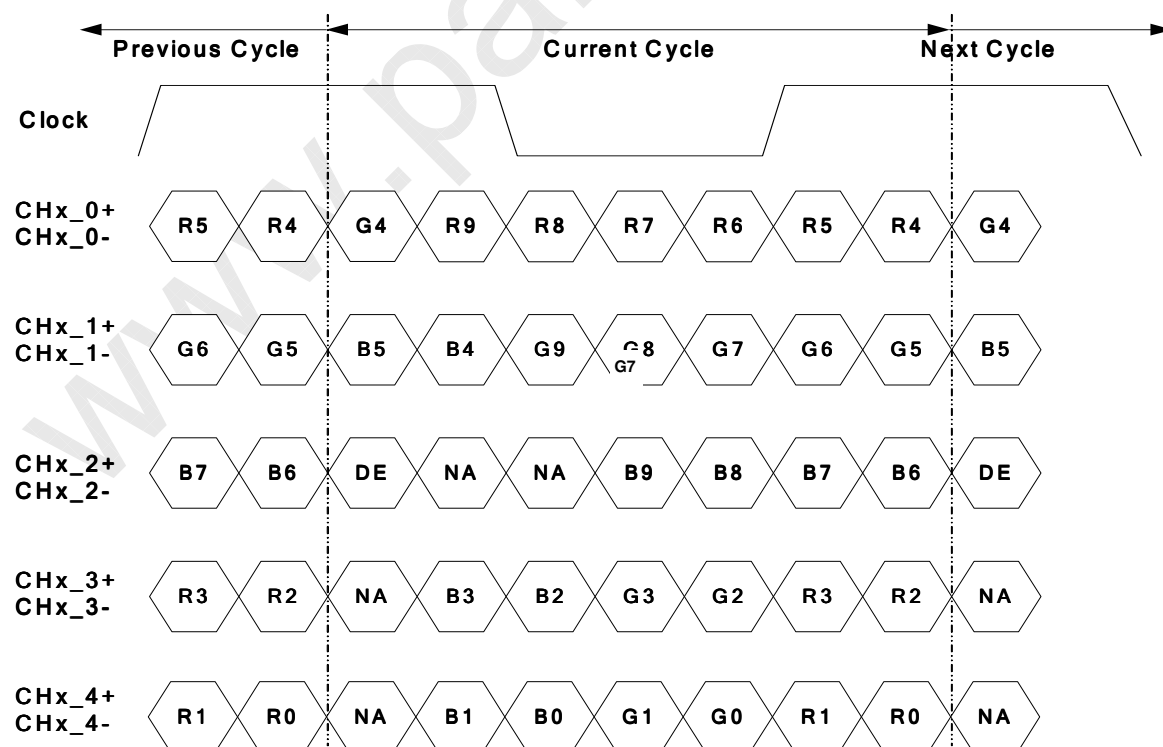 Previous Cycle Current Cycle Next Cycle
Clock
CHx_0+
CHx_0-
R5 R4 G4 R9 R8 R7 R6 R5 R4 G4
CHx_1+
CHx_1-
G6 G5 B5 B4 G9 G8 G7 G6 G5 B5
G7
CHx_2+
CHx_2-
B7 B6 DE NA NA B9 B8 B7 B6 DE
CHx_3+
CHx_3-
R3 R2 NA B3 B2 G3 G2 R3 R2 NA
CHx_4+
CHx_4-
R1 R0 NA B1 B0 G1 G0 R1 R0 NA
www.pa